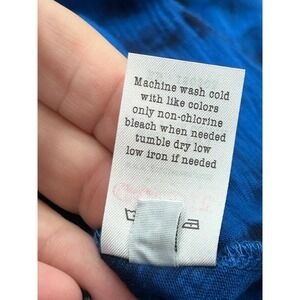 Machine wash cold
with like colors
only non-chlorine
bleach when needed
tumble dry low
low iron if needed